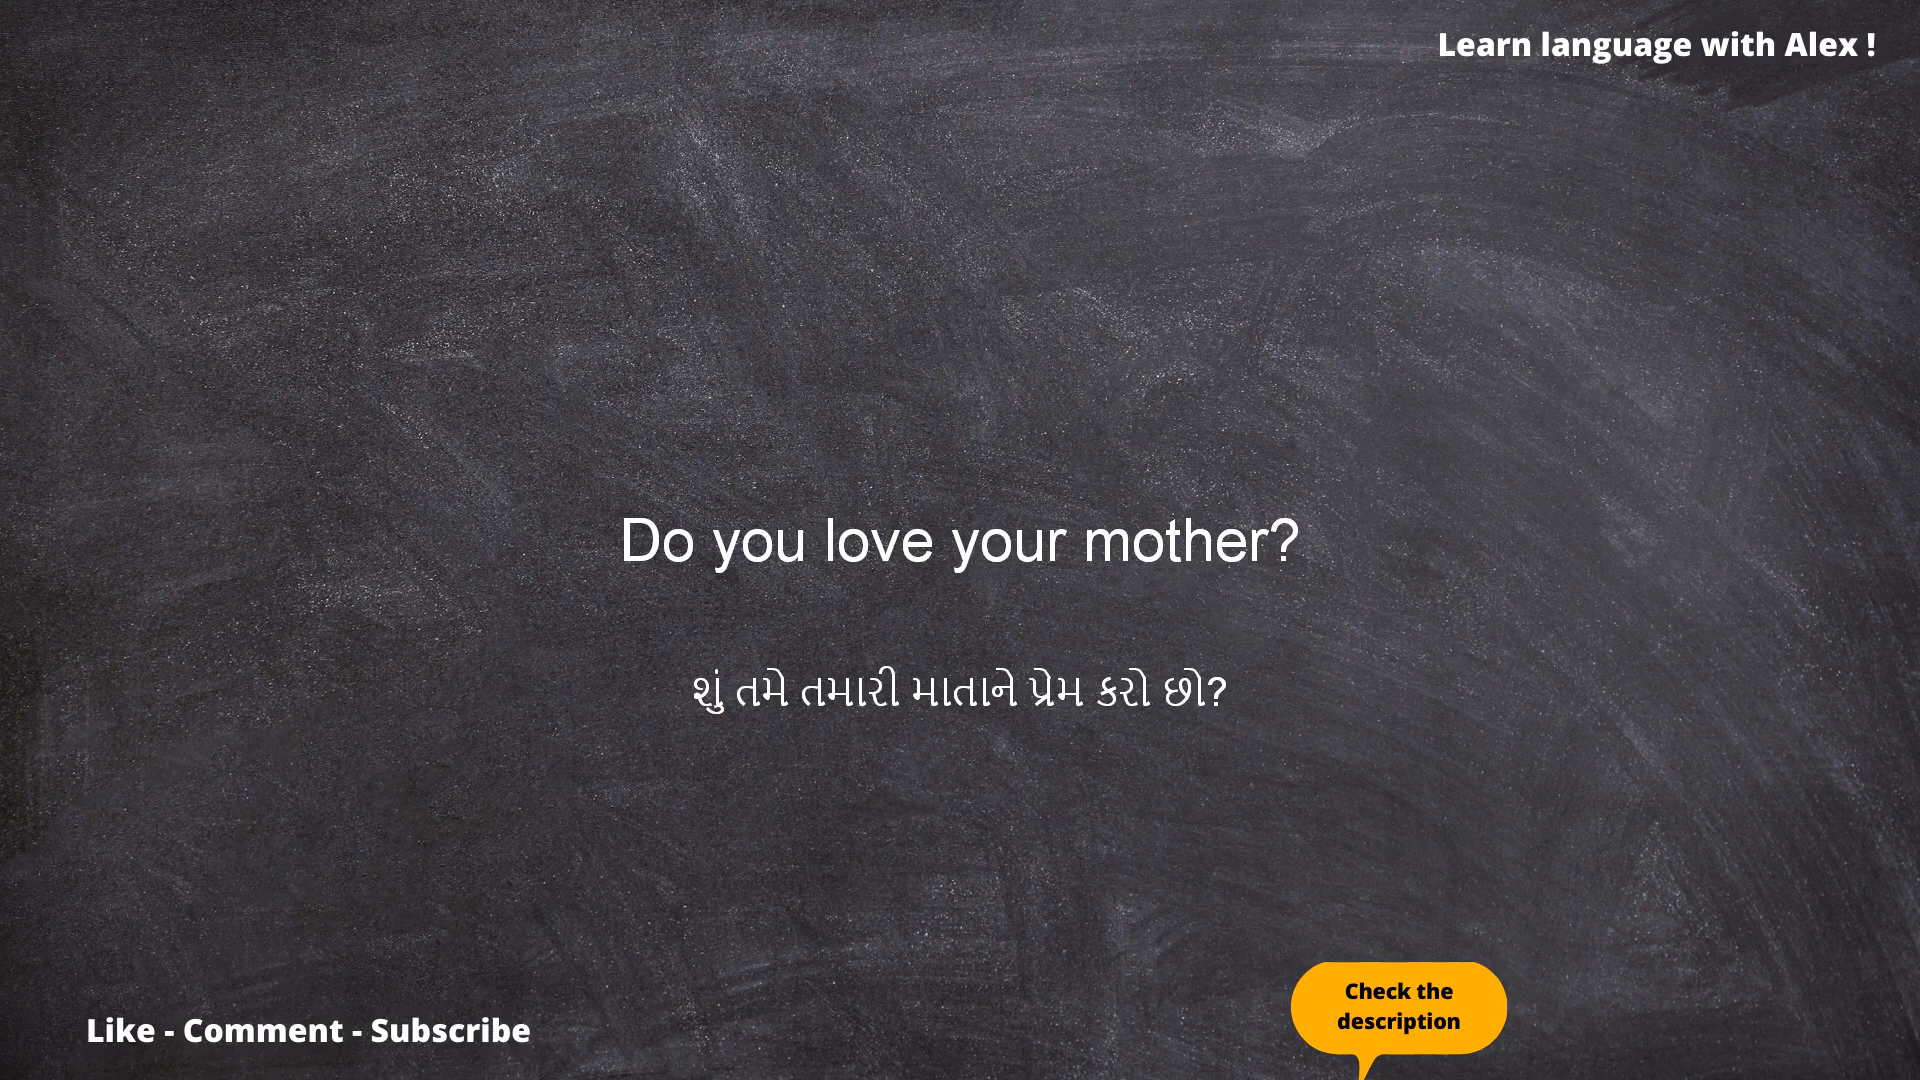 Learn language with Alex !
Do you love your mother?
શું તમે તમારી માતાને પ્રેમ કરો છો?
Check the
description
Like - Comment - Subscribe